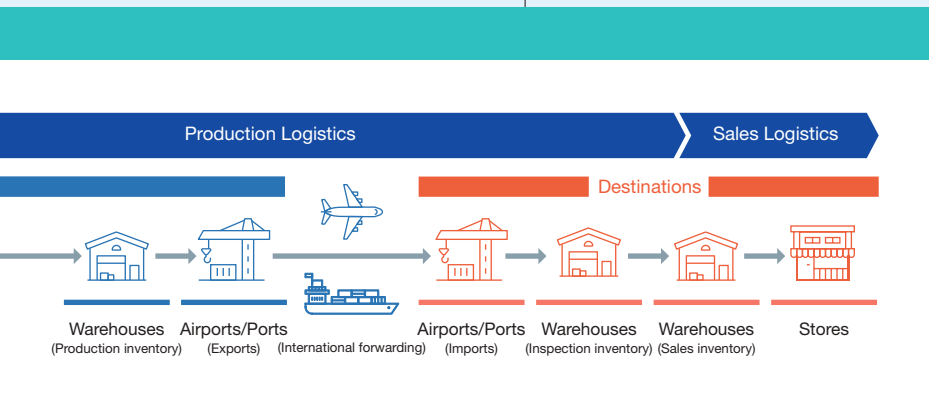 Production Logistics
Sales Logistics
Destinations
Warehouses
(Production inventory)
Airports/Ports
(Exports)
(International forwarding)
Airports/Ports
(Imports)
Warehouses
(Inspection inventory)
Warehouses
(Sales inventory)
Stores